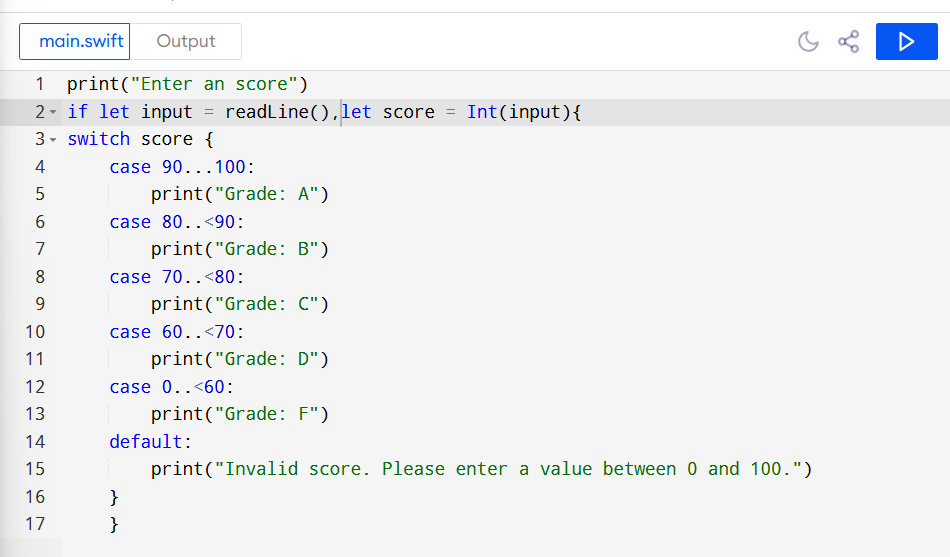 main.swift Output
1 print("Enter an score")
2 if let input = readLine(),let score = Int(input){
3 switch score {
4     case 90...100:
5         print("Grade: A")
6     case 80..<90:
7         print("Grade: B")
8     case 70..<80:
9         print("Grade: C")
10     case 60..<70:
11         print("Grade: D")
12     case 0..<60:
13         print("Grade: F")
14     default:
15         print("Invalid score. Please enter a value between 0 and 100.")
16     }
17     }